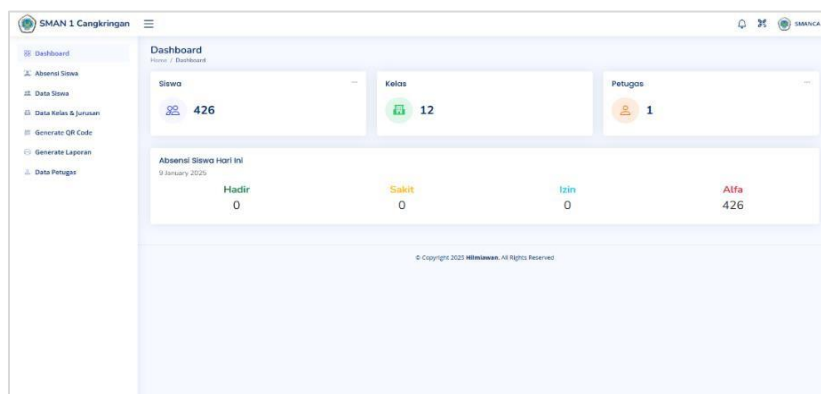 SMAN 1 Cangkringan
SMANCA
Dashboard
Absensi Siswa
Data Siswa
Data Kelas & Jurusan
Generate QR Code
Generate Laporan
Data Petugas
Dashboard
Home / Dashboard
Siswa
426
Kelas
12
Petugas
1
Absensi Siswa Hari Ini
9 January 2025
Hadir
0
Sakit
0
Izin
0
Alfa
426
© Copyright 2025 Hilmiawan. All Rights Reserved